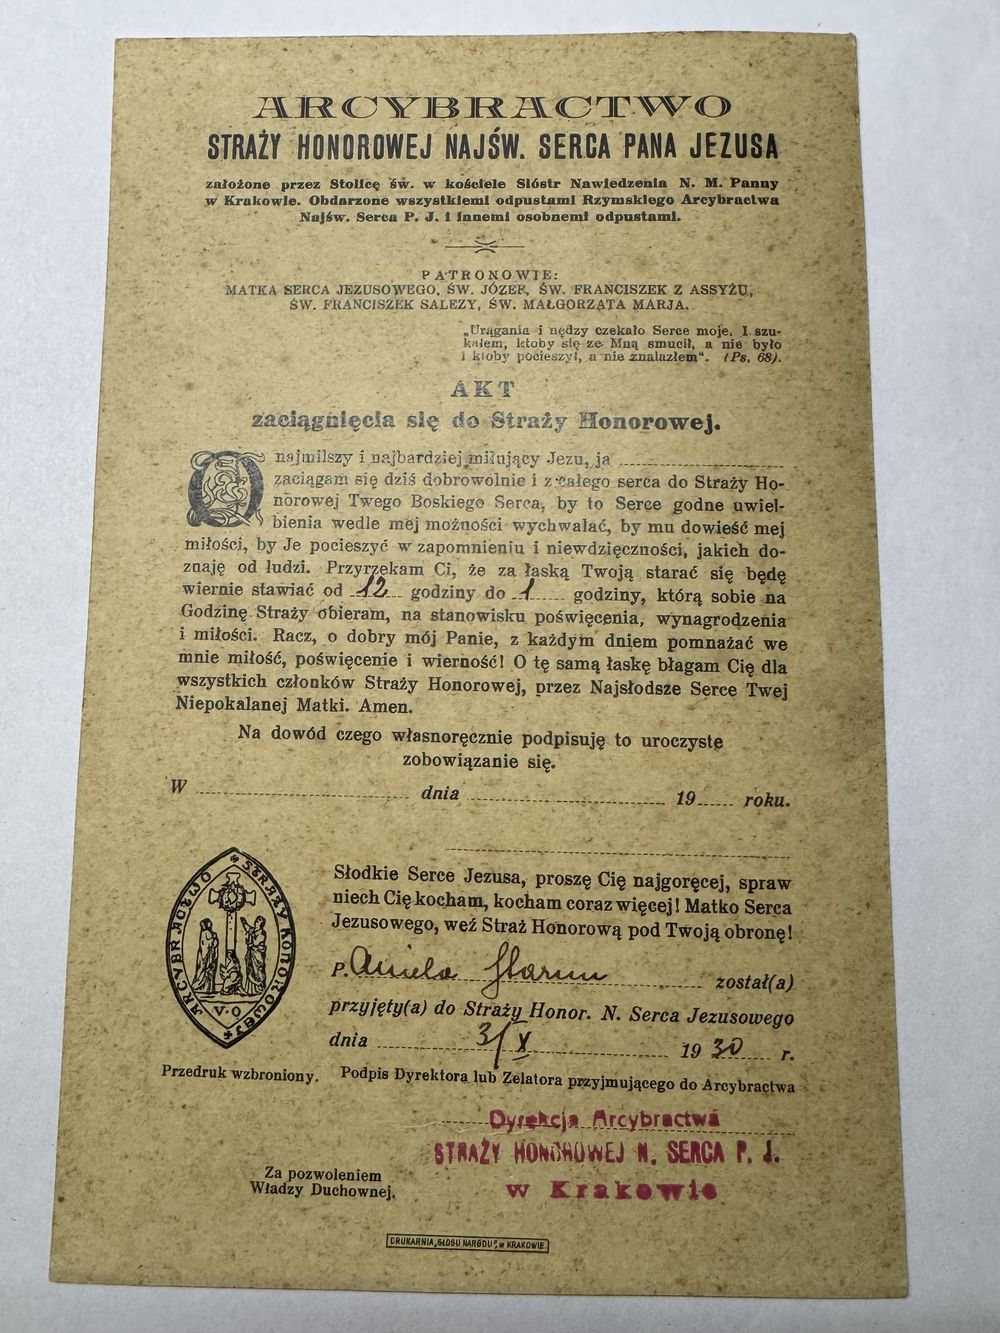 ARCYBRACTWO
STRAŻY HONOROWEJ NAJŚW. SERCA PANA JEZUSA
założone przez Stolicę św. w kościele Sióstr Nawiedzenia N. M. Panny
w Krakowie. Obdarzone wszystkiemi odpustami Rzymskiego Arcybractwa
Najśw. Serca P. J. i innemi osobnemi odpustami.
PATRONOWIE:
MATKA SERCA JEZUSOWEGO, ŚW. JÓZEF, ŚW. FRANCISZEK Z ASSYŻU,
ŚW. FRANCISZEK SALEZY, ŚW. MAŁGORZATA MARJA.
„Urągania i nędzy czekało Serce moje. I szu-
kałem, ktoby się ze Mną smucił, a nie było
i ktoby pocieszył, a nie znalazłem“. (Ps. 68).
AKT
zaciągnięcia się do Straży Honorowej.
O najmilszy i najbardziej miłujący Jezu, ja
zaciągam się dziś dobrowolnie i z całego serca do Straży Ho-
norowej Twego Boskiego Serca, by to Serce godne uwiel-
bienia wedle mej możności wychwalać, by mu dowieść mej
miłości, by Je pocieszyć w zapomnieniu i niewdzięczności, jakich do-
znaję od ludzi. Przyrzekam Ci, że za łaską Twoją starać się będę
wiernie stawiać od 12 godziny do 1 godziny, którą sobie na
Godzinę Straży obieram, na stanowisku poświęcenia, wynagrodzenia
i miłości. Racz, o dobry mój Panie, z każdym dniem pomnażać we
mnie miłość, poświęcenie i wierność! O tę samą łaskę błagam Cię dla
wszystkich członków Straży Honorowej, przez Najsłodsze Serce Twej
Niepokalanej Matki. Amen.
Na dowód czego własnoręcznie podpisuję to uroczyste
zobowiązanie się.
W dnia 19 roku.
ARCYBRACTWO STRAŻY HONOROWEJ
V. O
Słodkie Serce Jezusa, proszę Cię najgoręcej, spraw
niech Cię kocham, kocham coraz więcej! Matko Serca
Jezusowego, weź Straż Honorową pod Twoją obronę!
P. Aniela został(a)
przyjęty(a) do Straży Honor. N. Serca Jezusowego
dnia 3/X 1930 r.
Przedruk wzbroniony. Podpis Dyrektora lub Zelatora przyjmującego do Arcybractwa
Dyrekcja Arcybractwa
STRAŻY HONOROWEJ N. SERCA P. J.
w Krakowie
Za pozwoleniem
Władzy Duchownej.
DRUKARNIA „GŁOSU NARODU“, W KRAKOWIE.